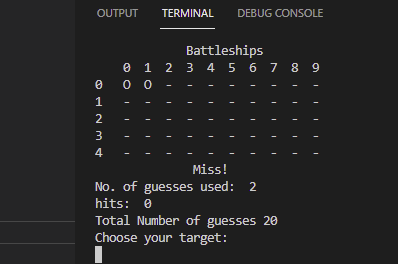 OUTPUT TERMINAL DEBUG CONSOLE
Battleships
0 1 2 3 4 5 6 7 8 9
0 O O - - - - - - - -
1 - - - - - - - - - -
2 - - - - - - - - - -
3 - - - - - - - - - -
4 - - - - - - - - - -
Miss!
No. of guesses used: 2
hits: 0
Total Number of guesses 20
Choose your target: